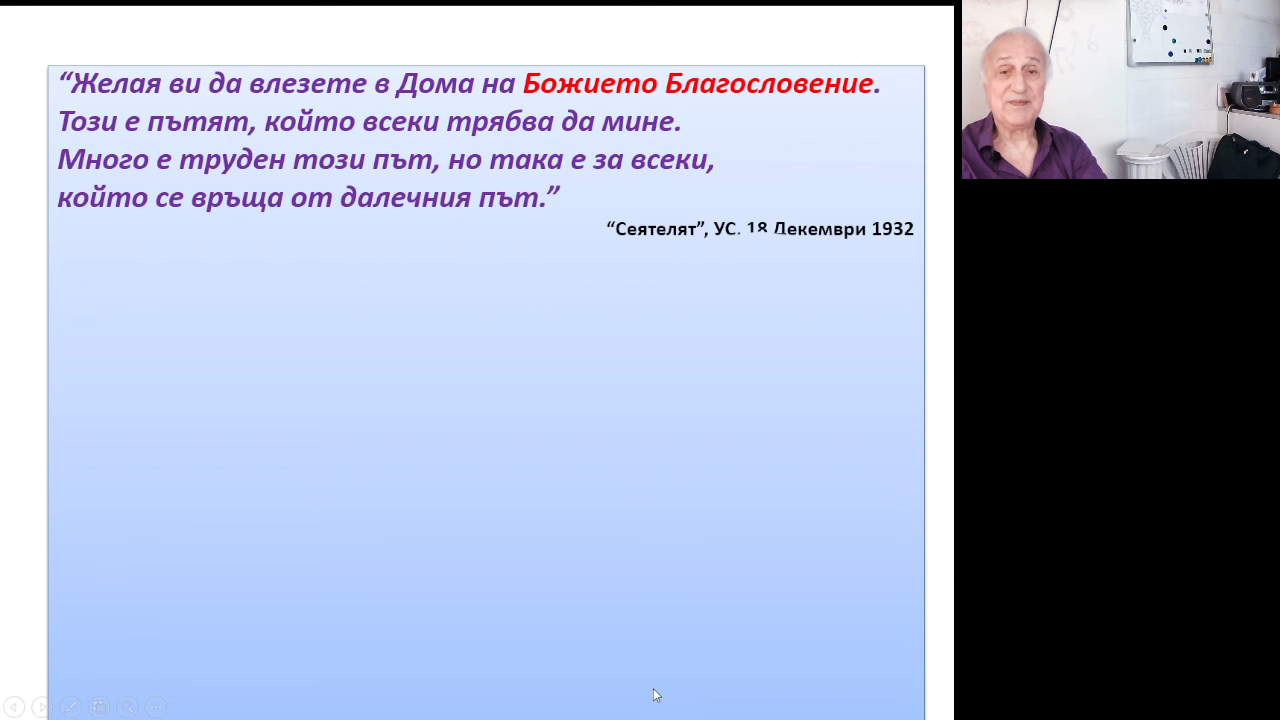 “Желая ви да влезете в Дома на Божието Благословение.
Този е пътят, който всеки трябва да мине.
Много е труден този път, но така е за всеки,
който се връща от далечния път.”
“Сеятелят”, УС. 18 Декември 1932